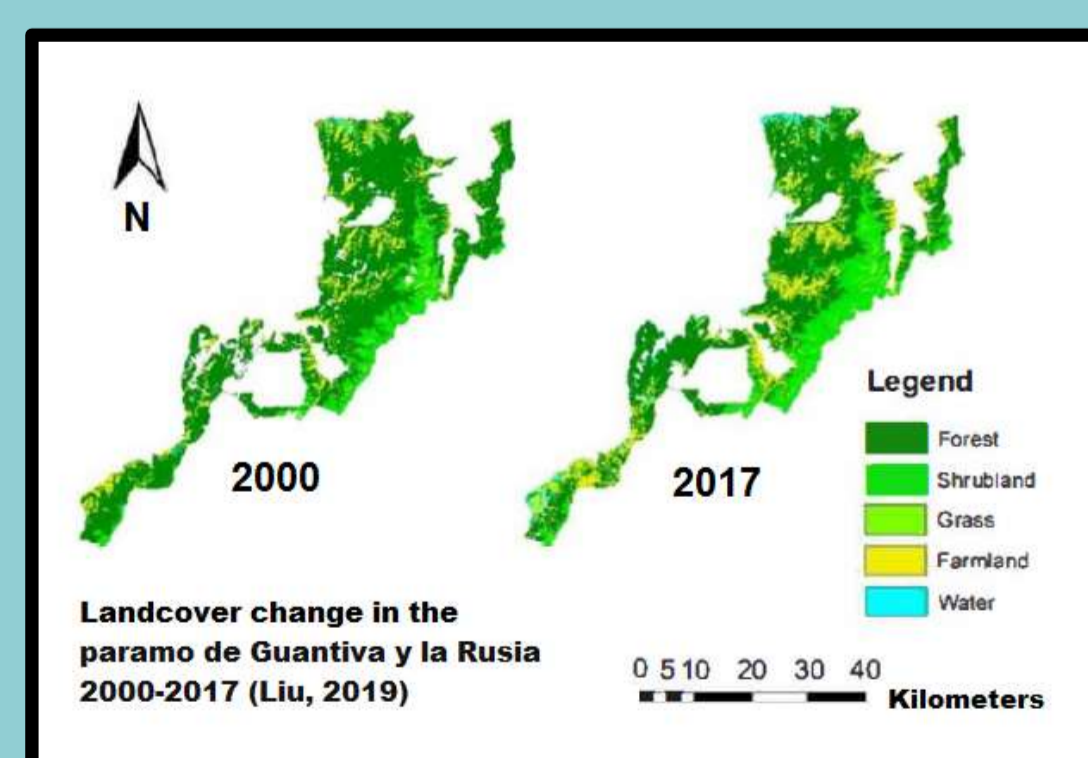 N
2000
2017
Legend
Forest
Shrubland
Grass
Farmland
Water
Landcover change in the
paramo de Guantiva y la Rusia
2000-2017 (Liu, 2019)
0 5 10 20 30 40
Kilometers